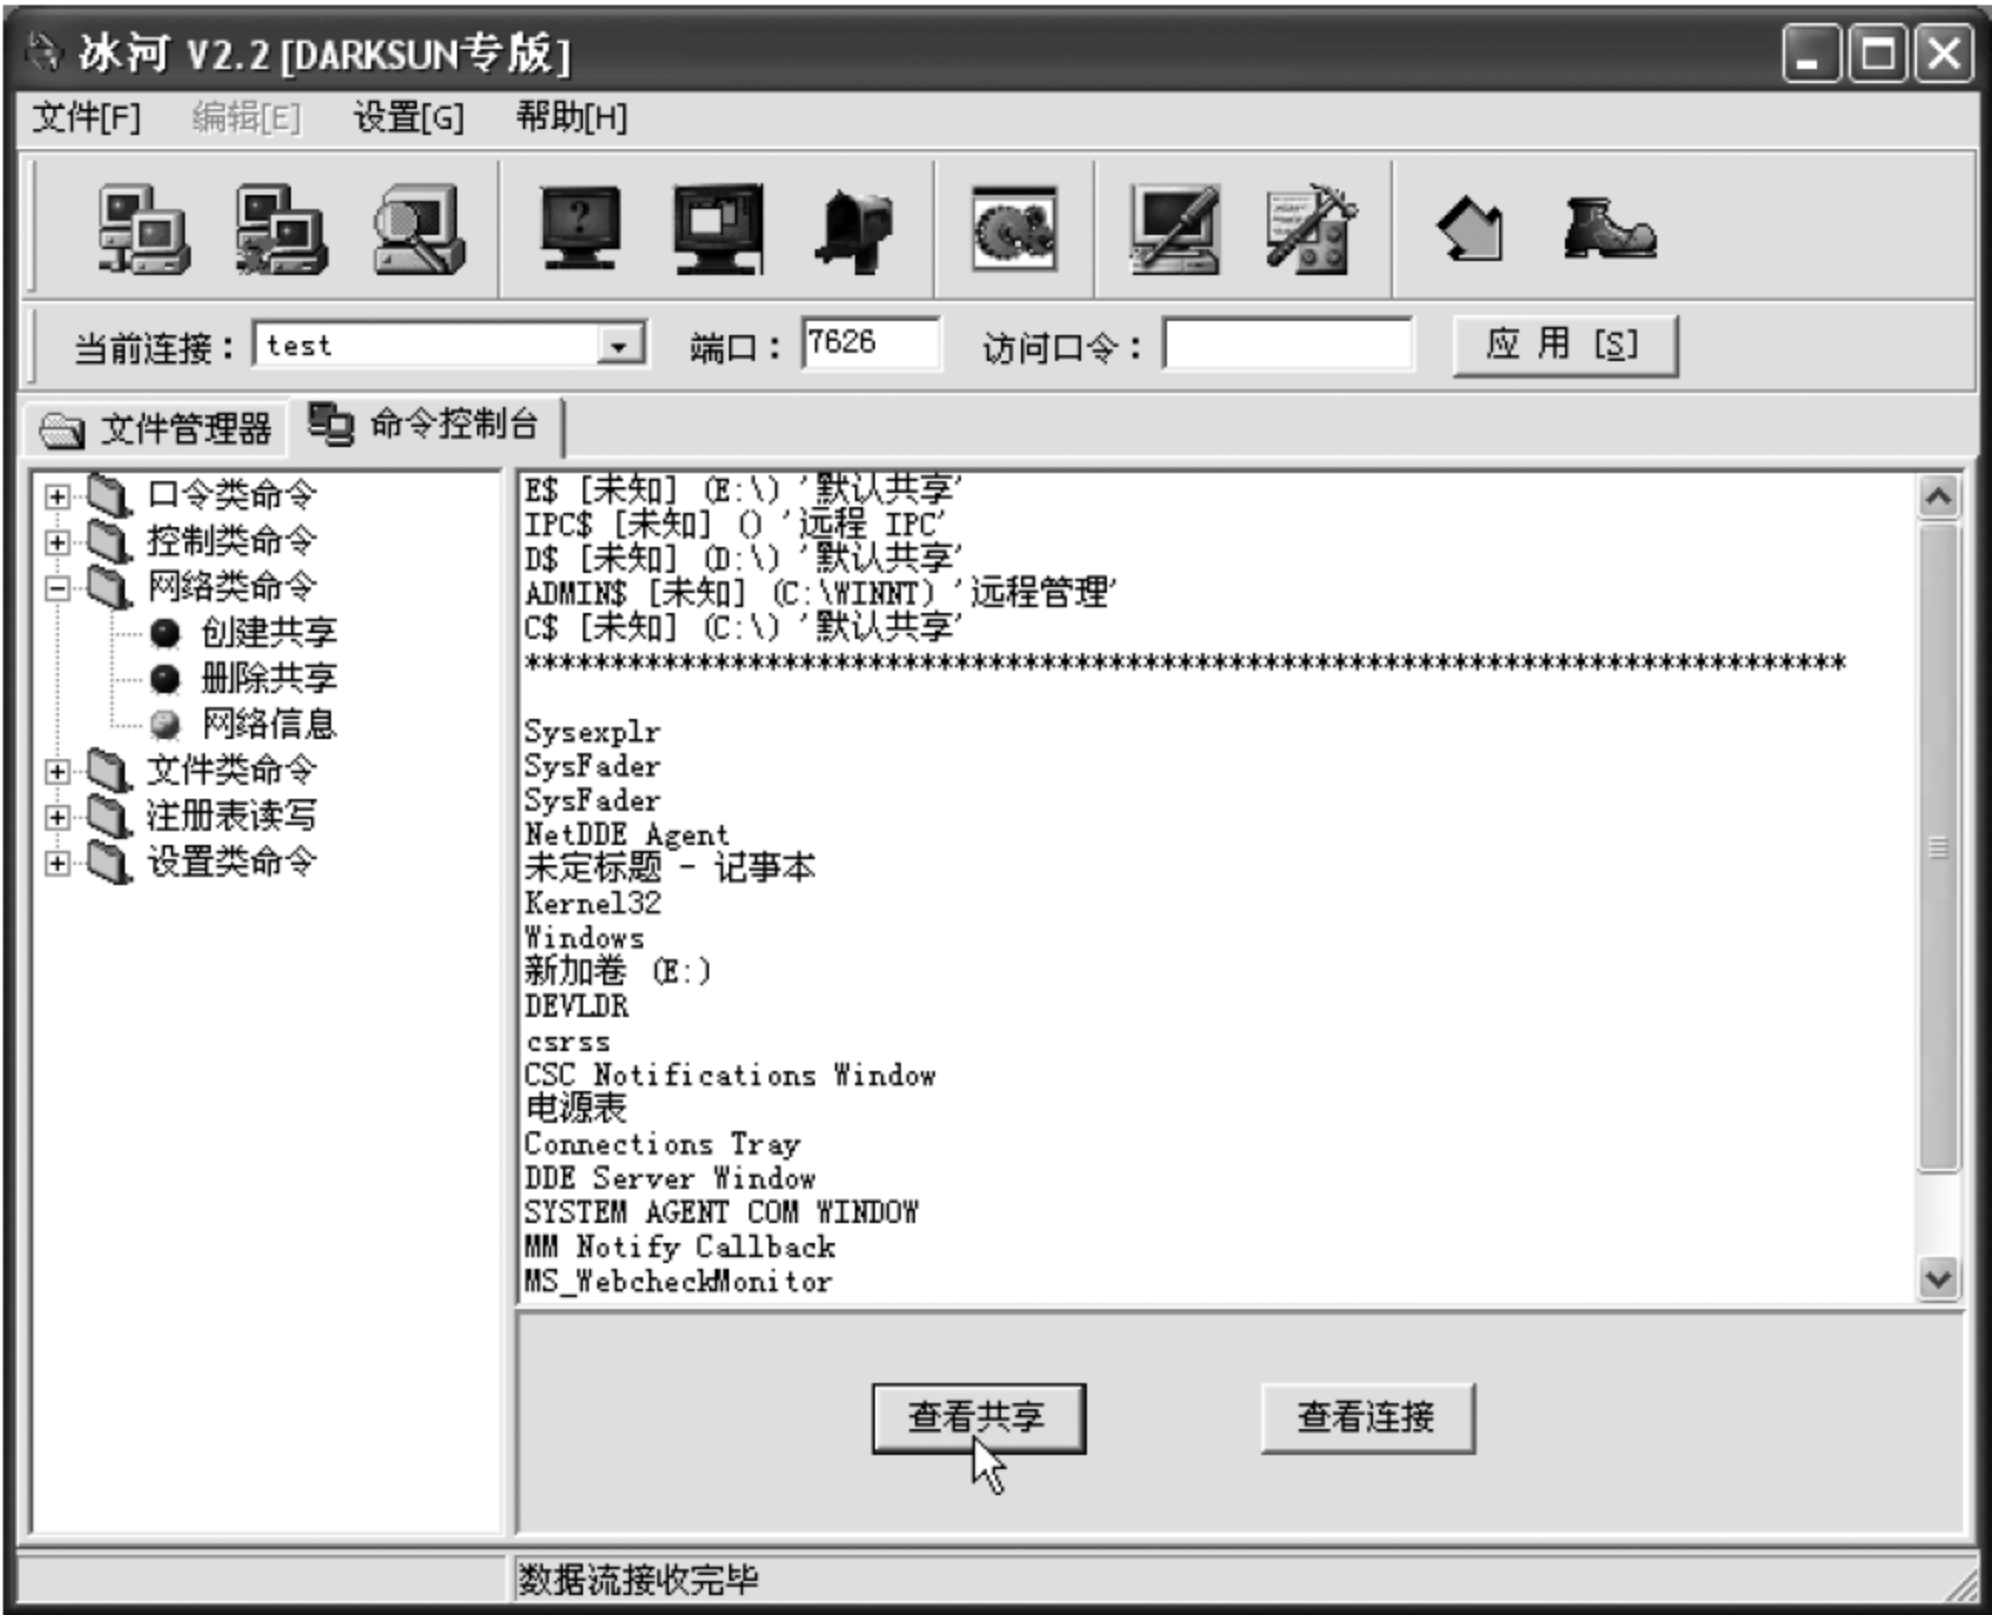 冰河 V2.2 [DARKSUN专版]
文件[F] 编辑[E] 设置[G] 帮助[H]
当前连接： test 端口： 7626 访问口令： 应 用 [S]
文件管理器 命令控制台
口令类命令
控制类命令
网络类命令
创建共享
删除共享
网络信息
文件类命令
注册表读写
设置类命令
E$ [未知] (E:\) '默认共享'
IPC$ [未知] () '远程 IPC'
D$ [未知] (D:\) '默认共享'
ADMIN$ [未知] (C:\WINNT) '远程管理'
C$ [未知] (C:\) '默认共享'
*****************************************************************************
Sysexplr
SysFader
SysFader
NetDDE Agent
未定标题 - 记事本
Kernel32
Windows
新加卷 (E:)
DEVLDR
csrss
CSC Notifications Window
电源表
Connections Tray
DDE Server Window
SYSTEM AGENT COM WINDOW
MM Notify Callback
MS_WebcheckMonitor
查看共享 查看连接
数据流接收完毕